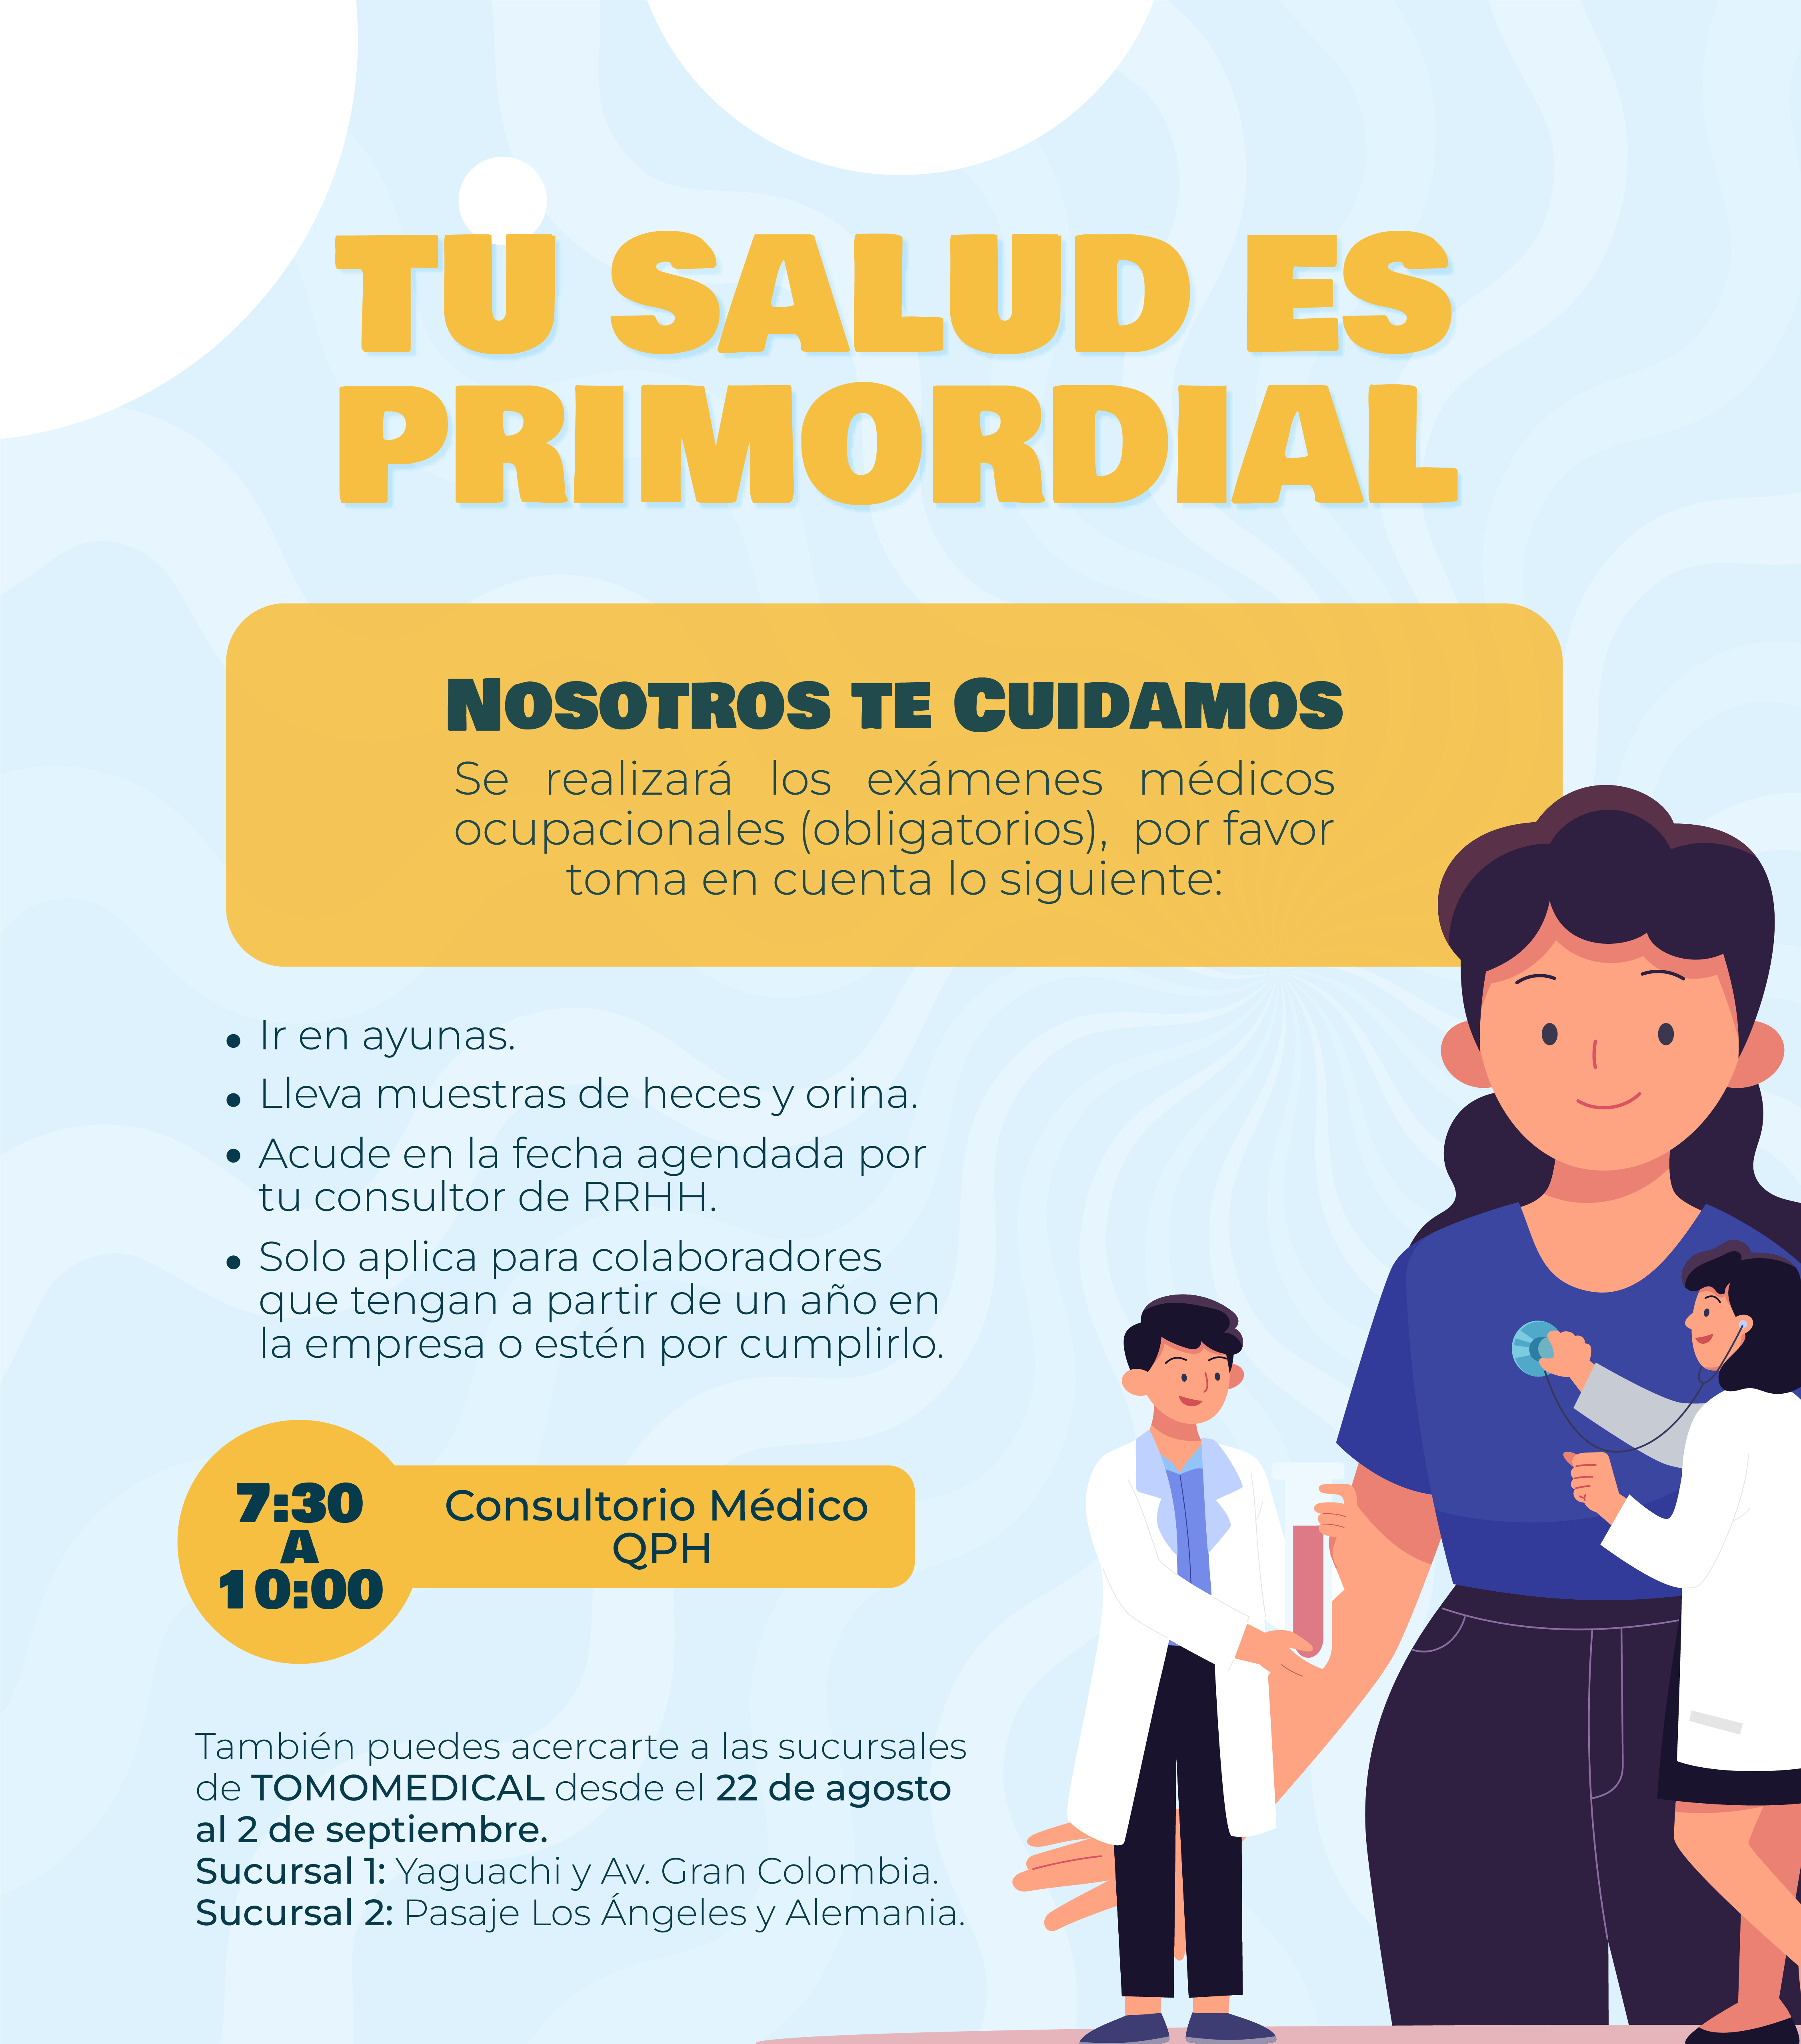 TU SALUD ES
PRIMORDIAL
NOSOTROS TE CUIDAMOS
Se realizará los exámenes médicos
ocupacionales (obligatorios), por favor
toma en cuenta lo siguiente:
• Ir en ayunas.
• Lleva muestras de heces y orina.
• Acude en la fecha agendada por
tu consultor de RRHH.
• Solo aplica para colaboradores
que tengan a partir de un año en
la empresa o estén por cumplirlo.
7:30
A
10:00
Consultorio Médico
QPH
También puedes acercarte a las sucursales
de TOMOMEDICAL desde el 22 de agosto
al 2 de septiembre.
Sucursal 1: Yaguachi y Av. Gran Colombia.
Sucursal 2: Pasaje Los Ángeles y Alemania.